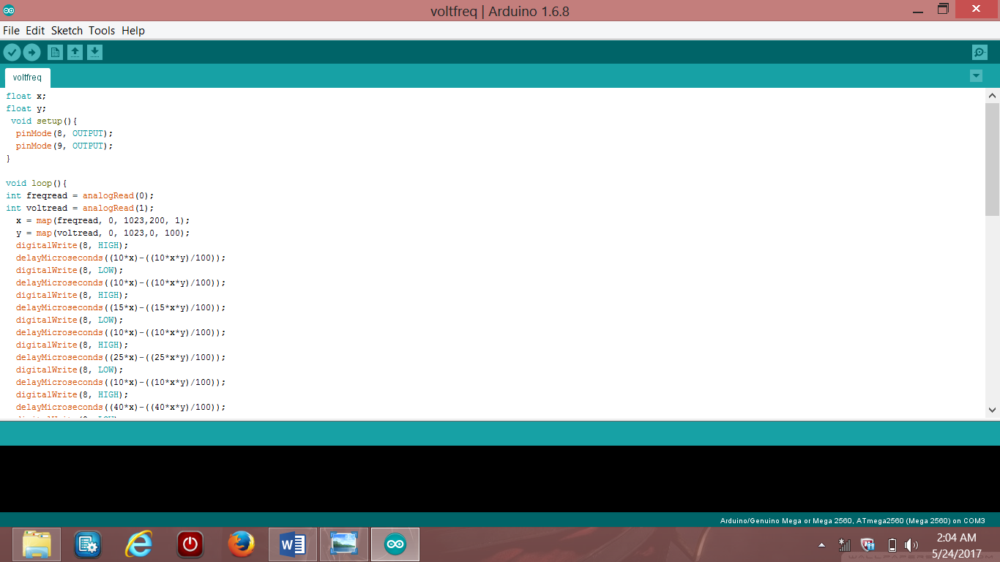 voltfreq | Arduino 1.6.8
File Edit Sketch Tools Help
voltfreq
float x;
float y;
void setup(){
pinMode(8, OUTPUT);
pinMode(9, OUTPUT);
}
void loop(){
int freqread = analogRead(0);
int voltread = analogRead(1);
x = map(freqread, 0, 1023,200, 1);
y = map(voltread, 0, 1023,0, 100);
digitalWrite(8, HIGH);
delayMicroseconds((10*x)-((10*x*y)/100));
digitalWrite(8, LOW);
delayMicroseconds((10*x)-((10*x*y)/100));
digitalWrite(8, HIGH);
delayMicroseconds((15*x)-((15*x*y)/100));
digitalWrite(8, LOW);
delayMicroseconds((10*x)-((10*x*y)/100));
digitalWrite(8, HIGH);
delayMicroseconds((25*x)-((25*x*y)/100));
digitalWrite(8, LOW);
delayMicroseconds((10*x)-((10*x*y)/100));
digitalWrite(8, HIGH);
delayMicroseconds((40*x)-((40*x*y)/100));
Arduino/Genuino Mega or Mega 2560, ATmega2560 (Mega 2560) on COM3
2:04 AM
5/24/2017